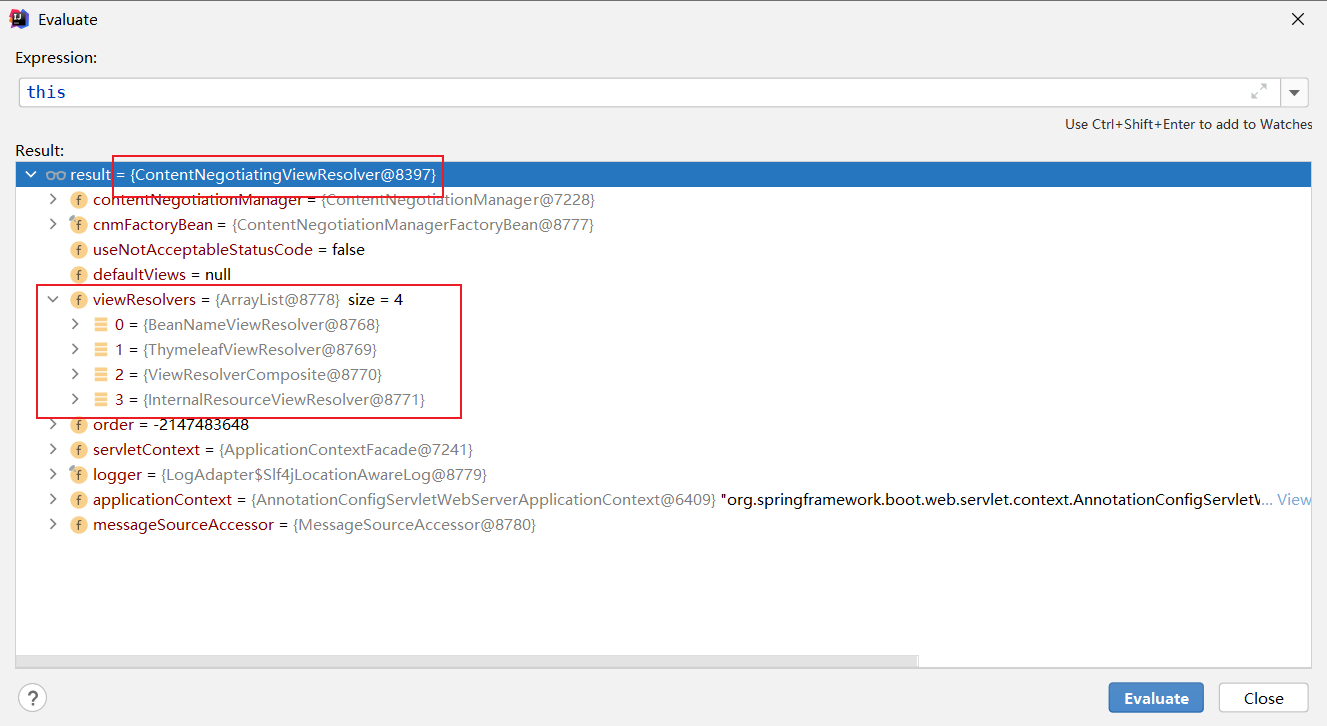 Evaluate
Expression:
this
Use Ctrl+Shift+Enter to add to Watches
Result:
result = {ContentNegotiatingViewResolver@8397}
f contentNegotiationManager = {ContentNegotiationManager@7228}
f cnmFactoryBean = {ContentNegotiationManagerFactoryBean@8777}
f useNotAcceptableStatusCode = false
f defaultViews = null
f viewResolvers = {ArrayList@8778} size = 4
0 = {BeanNameViewResolver@8768}
1 = {ThymeleafViewResolver@8769}
2 = {ViewResolverComposite@8770}
3 = {InternalResourceViewResolver@8771}
f order = -2147483648
f servletContext = {ApplicationContextFacade@7241}
f logger = {LogAdapter$Slf4jLocationAwareLog@8779}
f applicationContext = {AnnotationConfigServletWebServerApplicationContext@6409} "org.springframework.boot.web.servlet.context.AnnotationConfigServletW... View
f messageSourceAccessor = {MessageSourceAccessor@8780}
?
Evaluate
Close